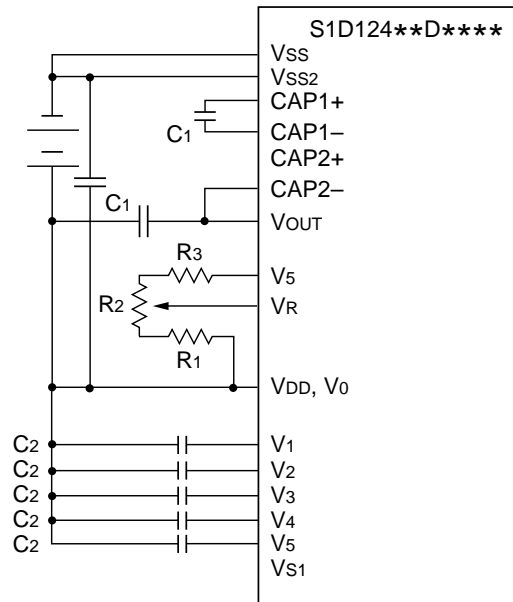 S1D124**D****
VSS
VSS2
CAP1+
C1
CAP1–
CAP2+
CAP2–
C1
VOUT
R3
V5
R2
VR
R1
VDD, V0
C2
V1
C2
V2
C2
V3
C2
V4
C2
V5
VS1